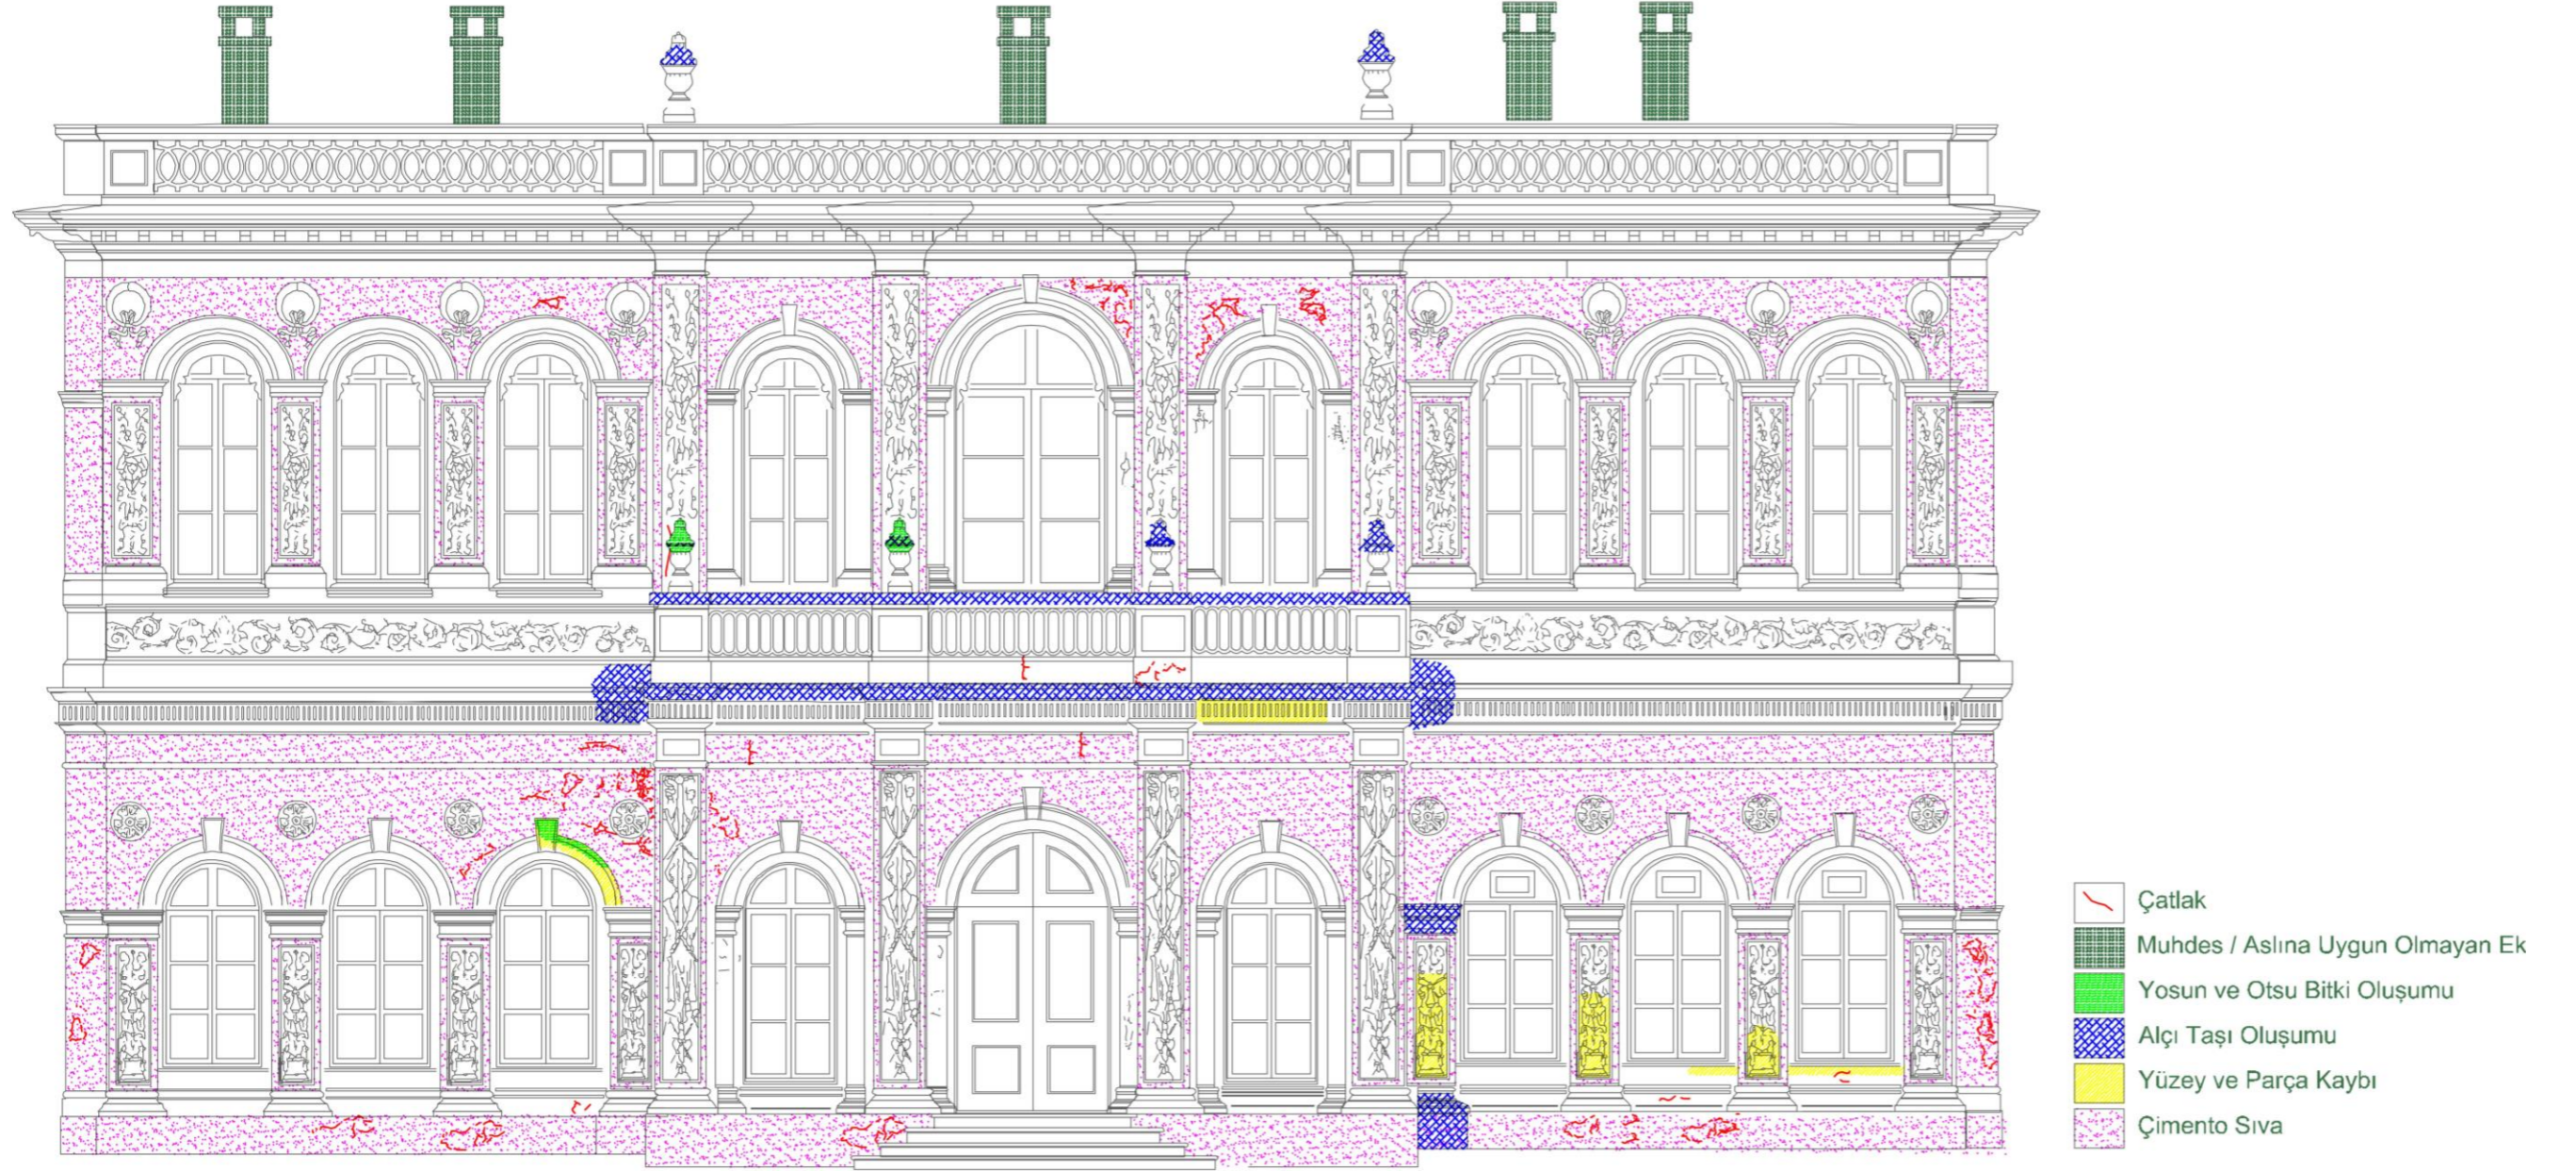 Çatlak
Muhdes / Aslına Uygun Olmayan Ek
Yosun ve Otsu Bitki Oluşumu
Alçı Taşı Oluşumu
Yüzey ve Parça Kaybı
Çimento Sıva